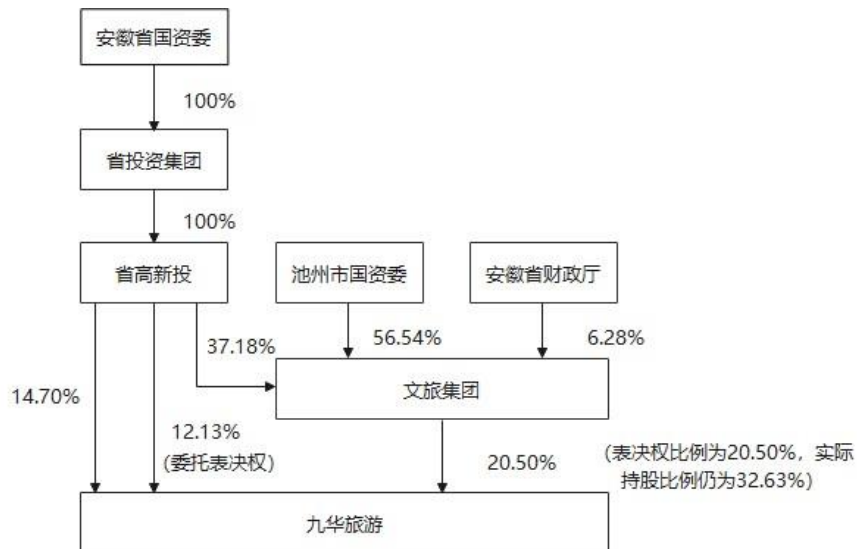 安徽省国资委
100%
省投资集团
100%
省高新投
池州市国资委
安徽省财政厅
37.18%
56.54%
6.28%
14.70%
文旅集团
12.13%
(委托表决权)
20.50%
(表决权比例为20.50%，实际
持股比例仍为32.63%)
九华旅游